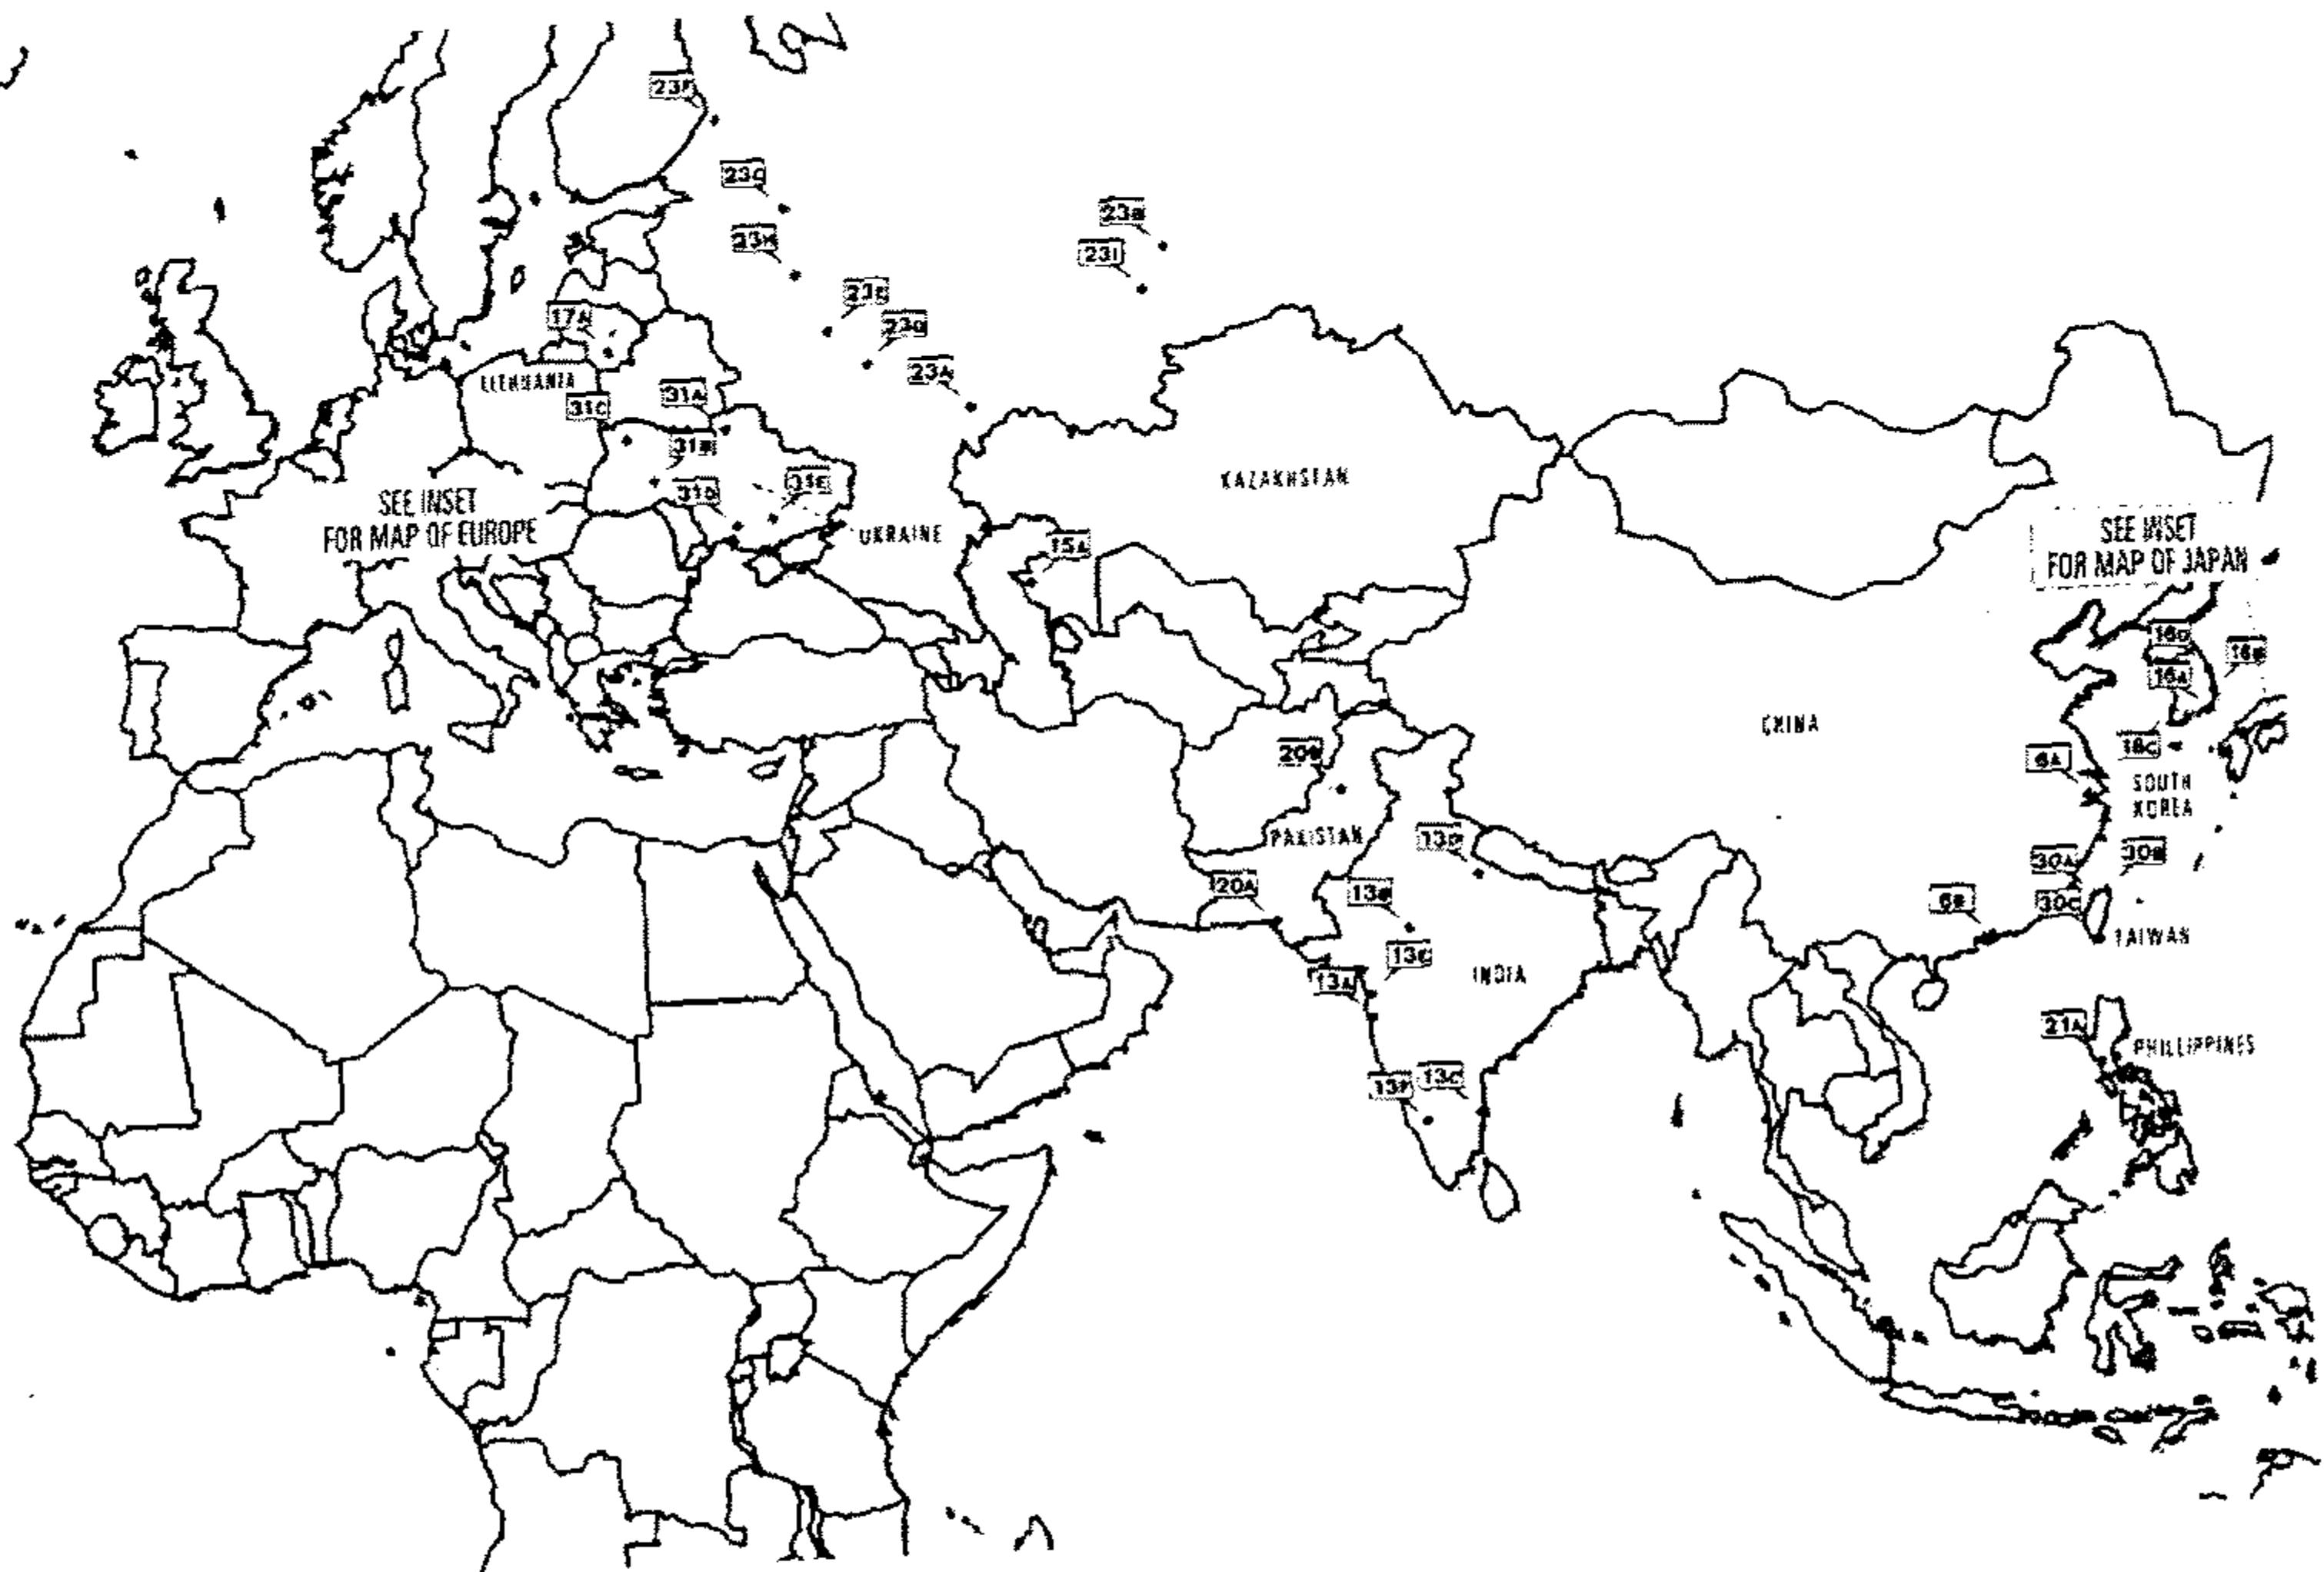 23F
23C
23H
23B
23I
23E
23G
23A
17A
LITHUANIA
31C
31A
31B
31D
31E
SEE INSET
FOR MAP OF EUROPE
UKRAINE
KAZAKHSTAN
15A
SEE INSET
FOR MAP OF JAPAN
16D
16B
16A
16C
6A
SOUTH
KOREA
CHINA
20B
PAKISTAN
13D
20A
13B
30A
30B
6B
30C
TAIWAN
13E
13A
INDIA
21A
PHILLIPPINES
13F
13C